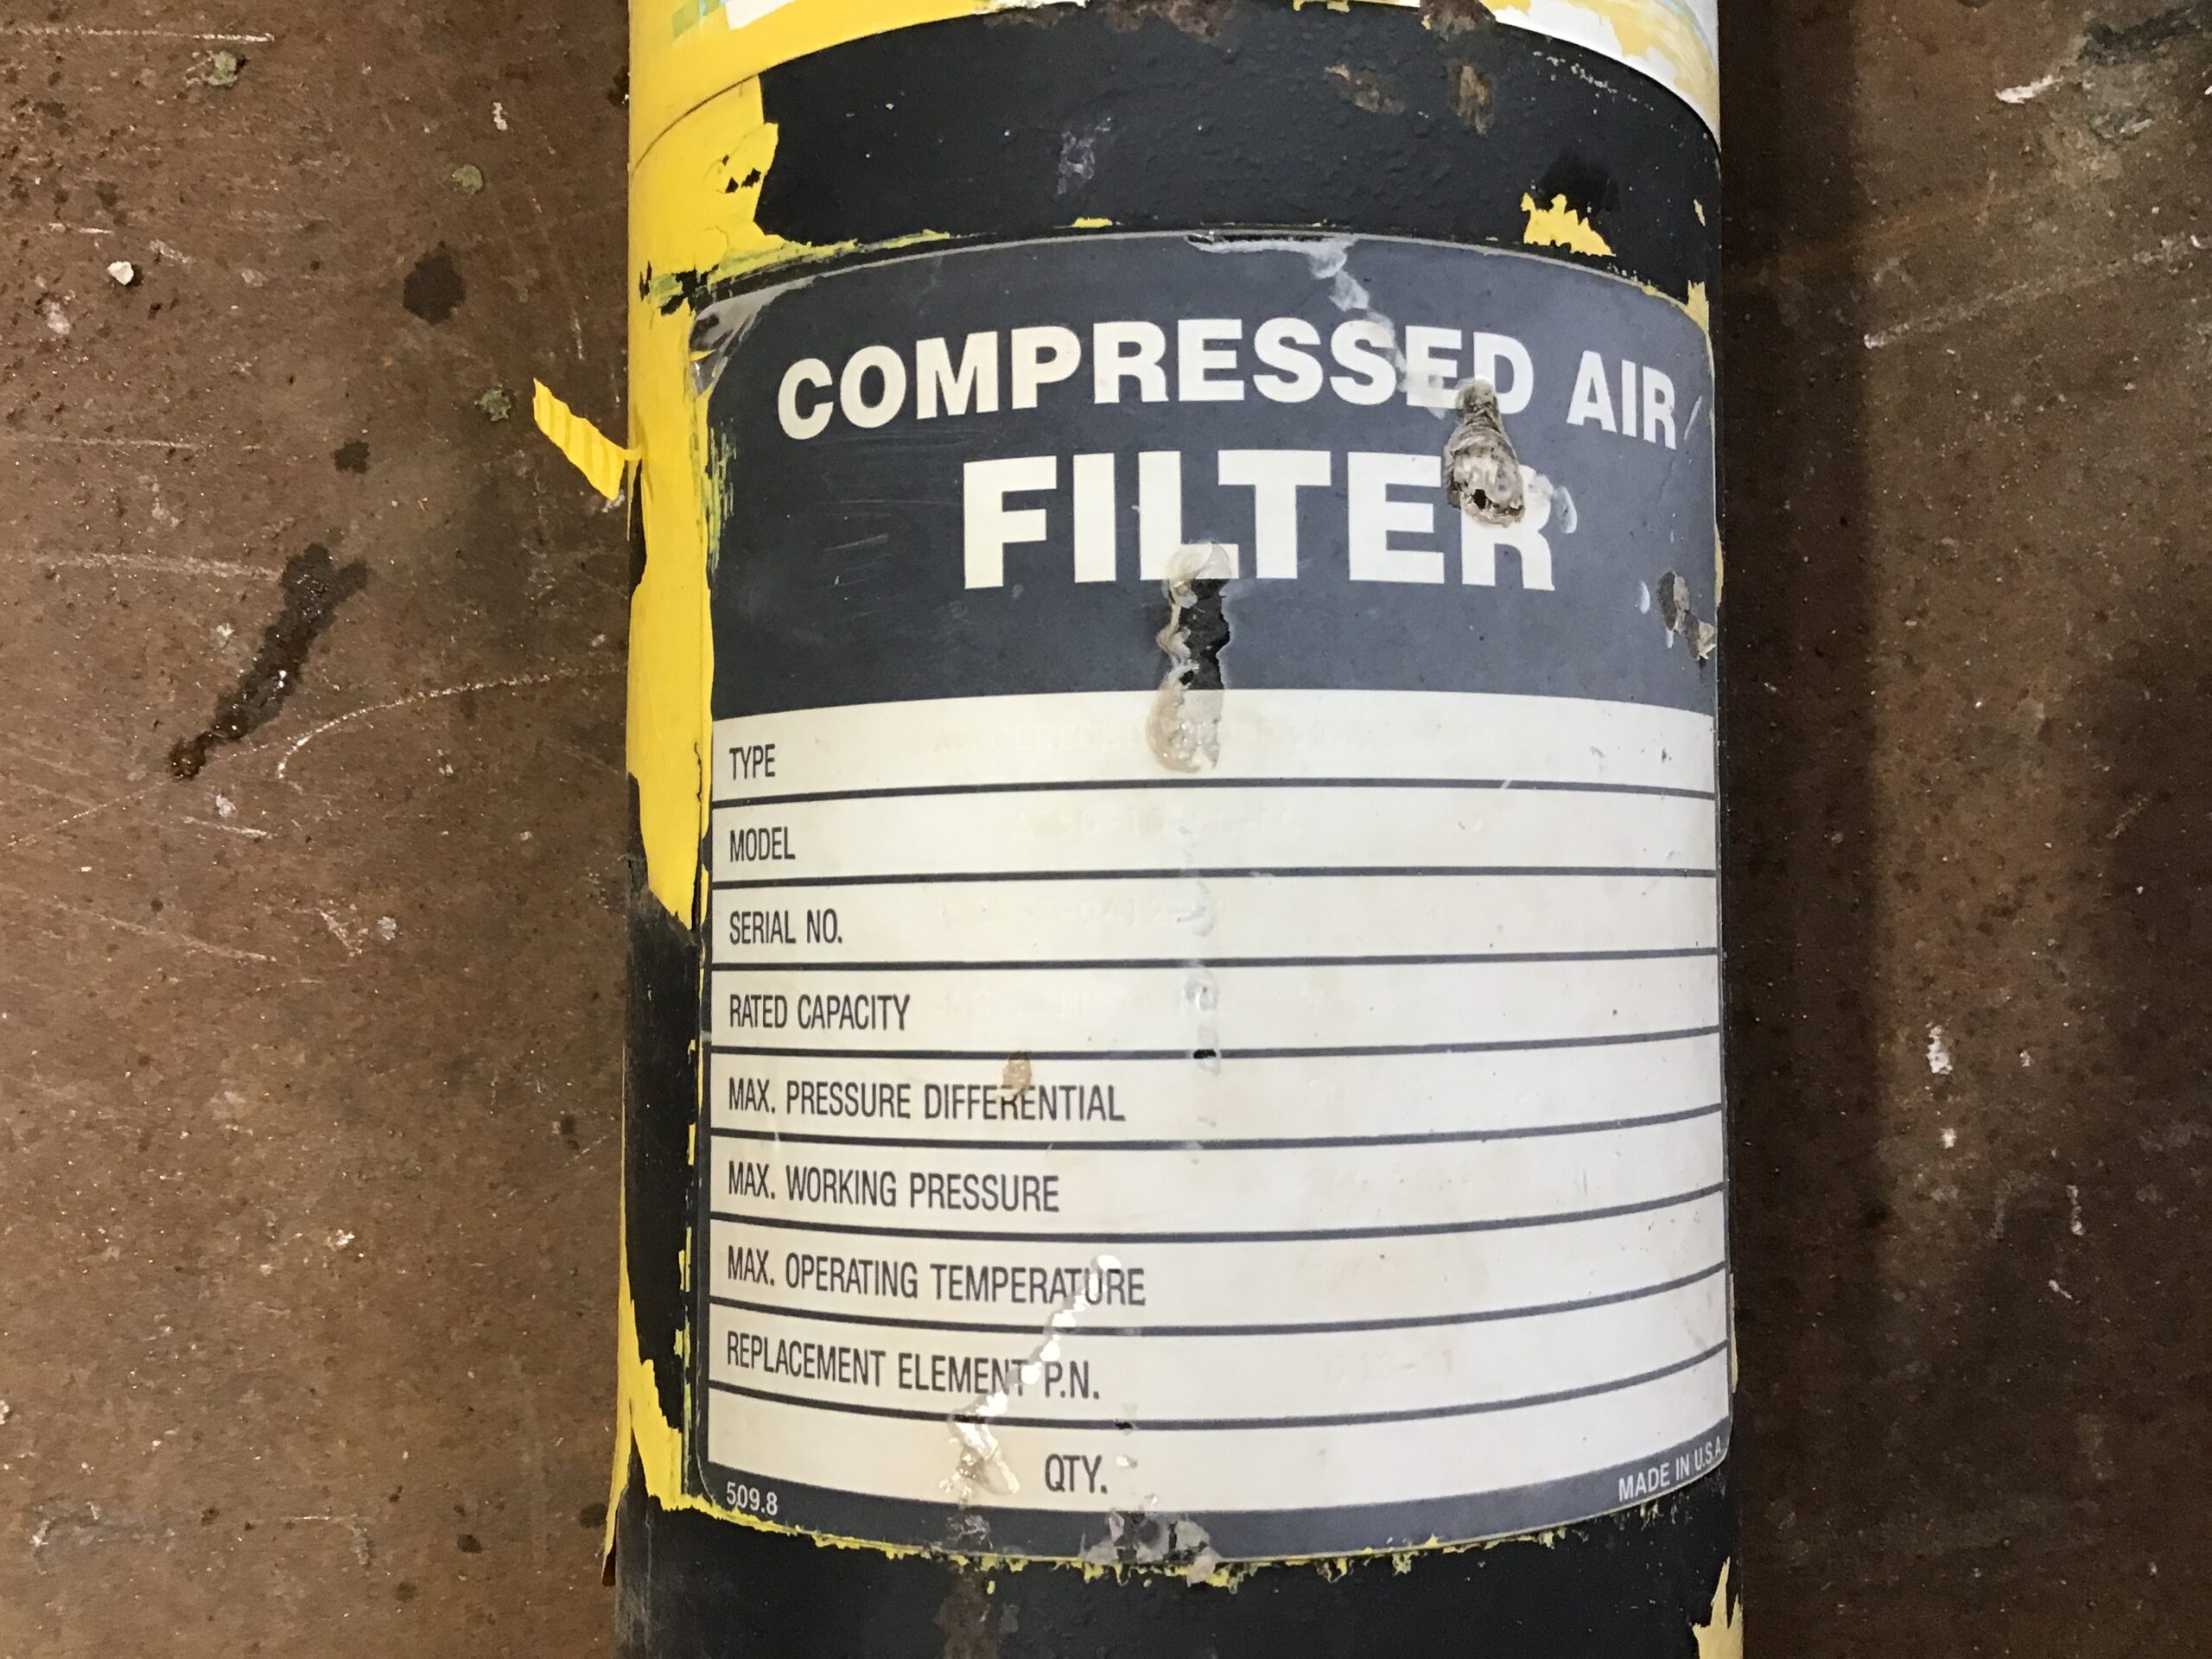 COMPRESSED AIR/
FILTER
TYPE
MODEL
SERIAL NO.
RATED CAPACITY
MAX. PRESSURE DIFFERENTIAL
MAX. WORKING PRESSURE
MAX. OPERATING TEMPERATURE
REPLACEMENT ELEMENT P.N.
QTY.
509.8
MADE IN U.S.A.